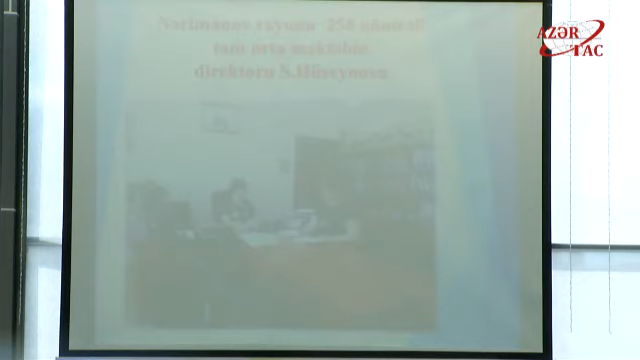 Nərimanov rayonu 258 nömrəli
tam orta məktəbin
direktoru S.Hüseynova
AZƏR
TAC